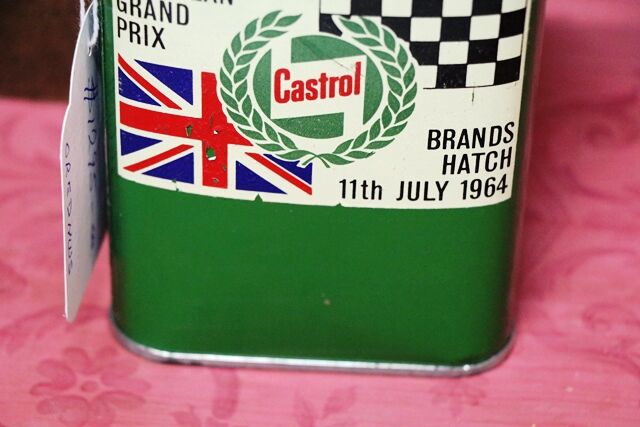 GRAND
PRIX
Castrol
BRANDS
HATCH
11th JULY 1964